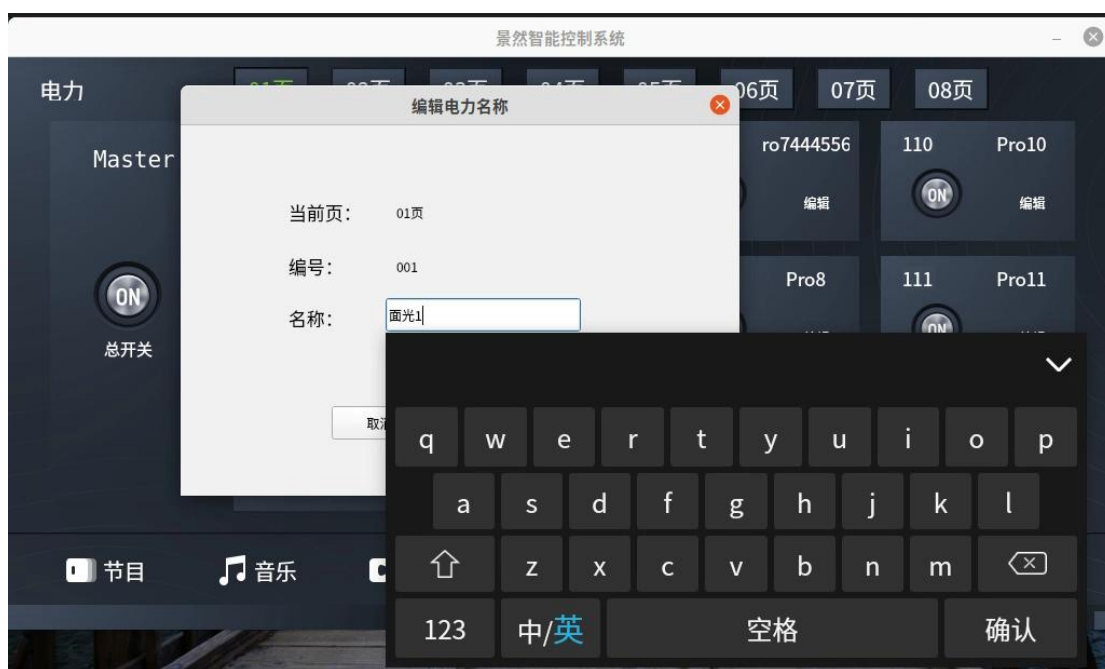 景然智能控制系统
电力
06页
07页
08页
编辑电力名称
Master
ro7444556
110
Pro10
ON
编辑
编辑
当前页：
01页
编号：
001
名称：
面光1
ON
总开关
Pro8
111
Pro11
取消
q w e r t y u i o p
a s d f g h j k l
z x c v b n m
123
中/英
空格
确认
节目
音乐